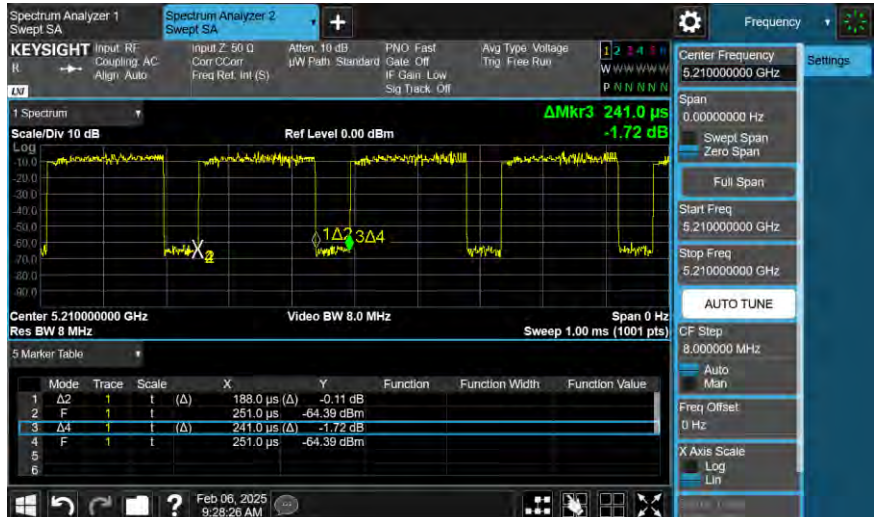 Spectrum Analyzer 1
Swept SA
Spectrum Analyzer 2
Swept SA
+
Frequency
KEYSIGHT
R
LXI
Input: RF
Coupling: AC
Align: Auto
Input Z: 50 Ω
Corr CCorr
Freq Ref: Int (S)
Atten: 10 dB
µW Path: Standard
PNO: Fast
Gate: Off
IF Gain: Low
Sig Track: Off
Avg Type: Voltage
Trig: Free Run
1 2 3 4 5 6
W W W W W W
P N N N N N
Center Frequency
5.210000000 GHz
Settings
1 Spectrum
Scale/Div 10 dB
Ref Level 0.00 dBm
ΔMkr3 241.0 µs
-1.72 dB
Log
-10.0
-20.0
-30.0
-40.0
-50.0
-60.0
-70.0
-80.0
-90.0
X2
1Δ2
3Δ4
Center 5.210000000 GHz
Res BW 8 MHz
Video BW 8.0 MHz
Span 0 Hz
Sweep 1.00 ms (1001 pts)
Span
0.00000000 Hz
Swept Span
Zero Span
Full Span
Start Freq
5.210000000 GHz
Stop Freq
5.210000000 GHz
AUTO TUNE
CF Step
8.000000 MHz
Auto
Man
Freq Offset
0 Hz
X Axis Scale
Log
Lin
5 Marker Table
Mode Trace Scale X Y Function Function Width Function Value
1 Δ2 1 t (Δ) 188.0 µs (Δ) -0.11 dB
2 F 1 t 251.0 µs -64.39 dBm
3 Δ4 1 t (Δ) 241.0 µs (Δ) -1.72 dB
4 F 1 t 251.0 µs -64.39 dBm
5
6
?
Feb 06, 2025
9:28:26 AM